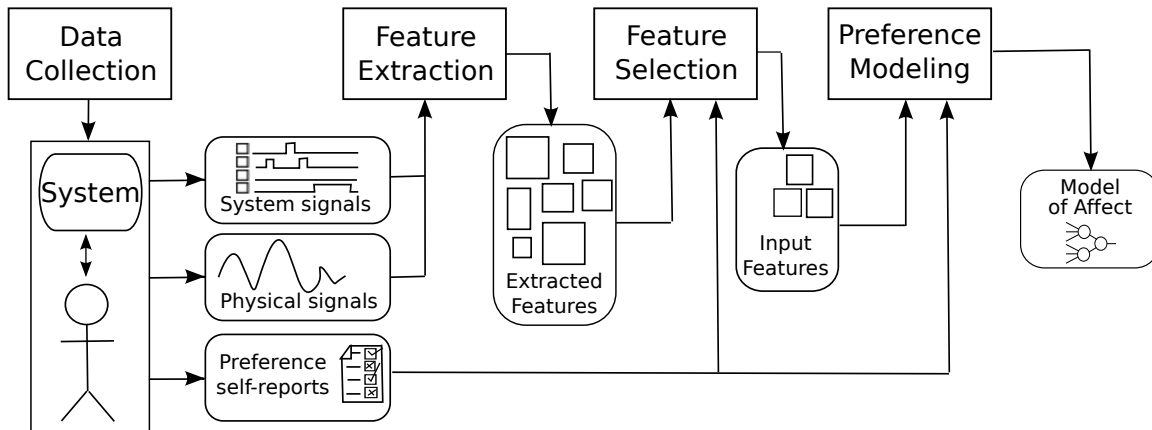 Data
Collection
Feature
Extraction
Feature
Selection
Preference
Modeling
System
System signals
Physical signals
Preference
self-reports
Extracted
Features
Input
Features
Model
of Affect